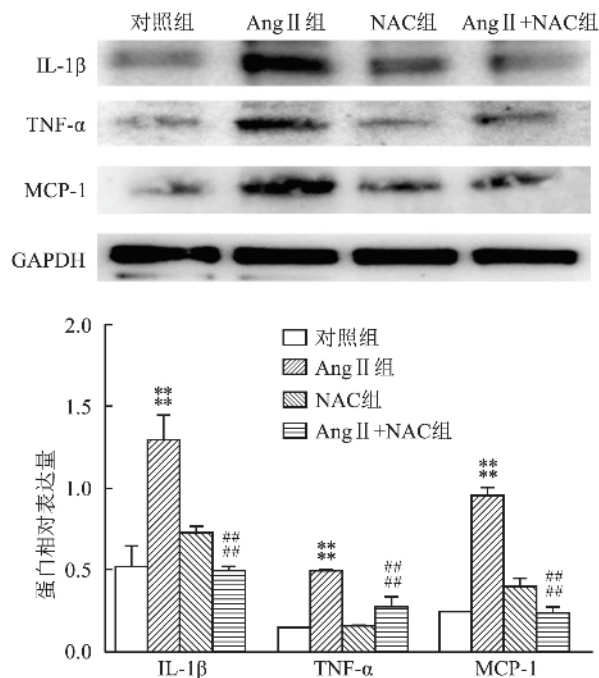 对照组 AngⅡ组 NAC组 AngⅡ+NAC组
IL-1β
TNF-α
MCP-1
GAPDH
2.0
1.5
1.0
0.5
0.0
蛋白相对表达量
对照组
AngⅡ组
NAC组
AngⅡ+NAC组
**
**
##
##
**
**
##
##
**
**
##
##
IL-1β TNF-α MCP-1